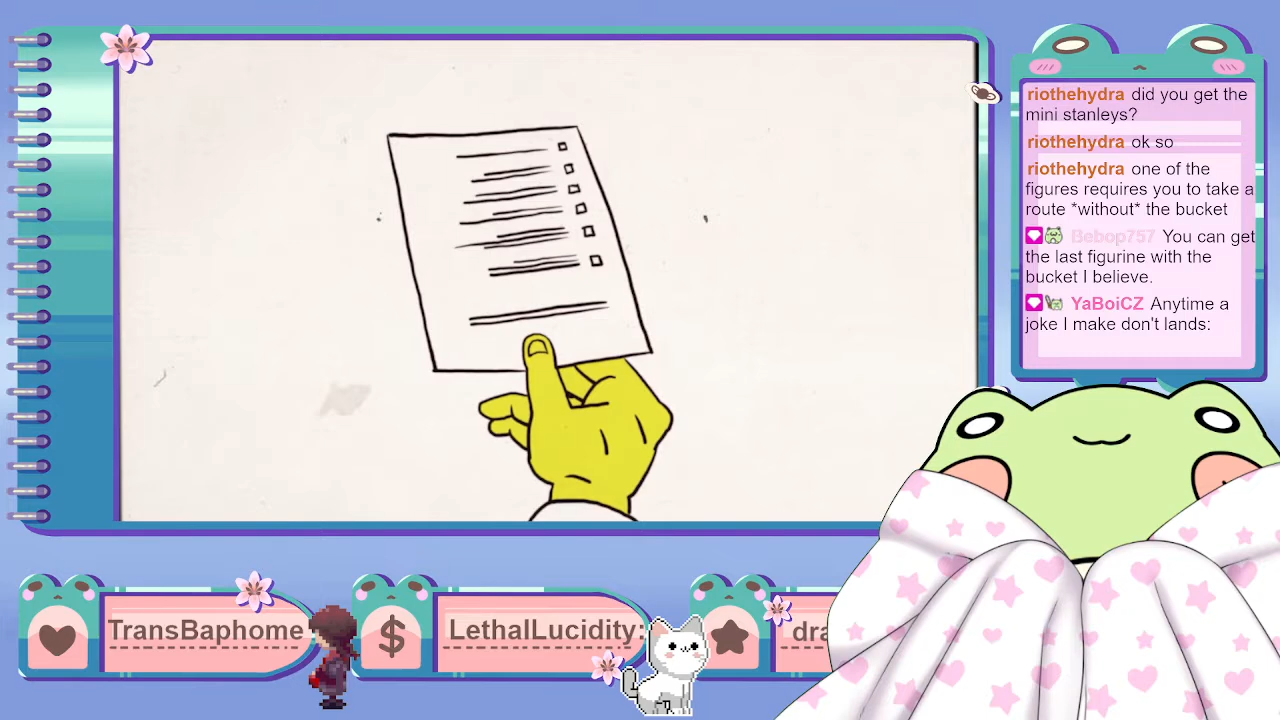 riothehydra did you get the
mini stanleys?
riothehydra ok so
riothehydra one of the
figures requires you to take a
route *without* the bucket
Bebop757 You can get
the last figurine with the
bucket I believe.
YaBoiCZ Anytime a
joke I make don't lands:
TransBaphome
$
LethalLucidity:
dra